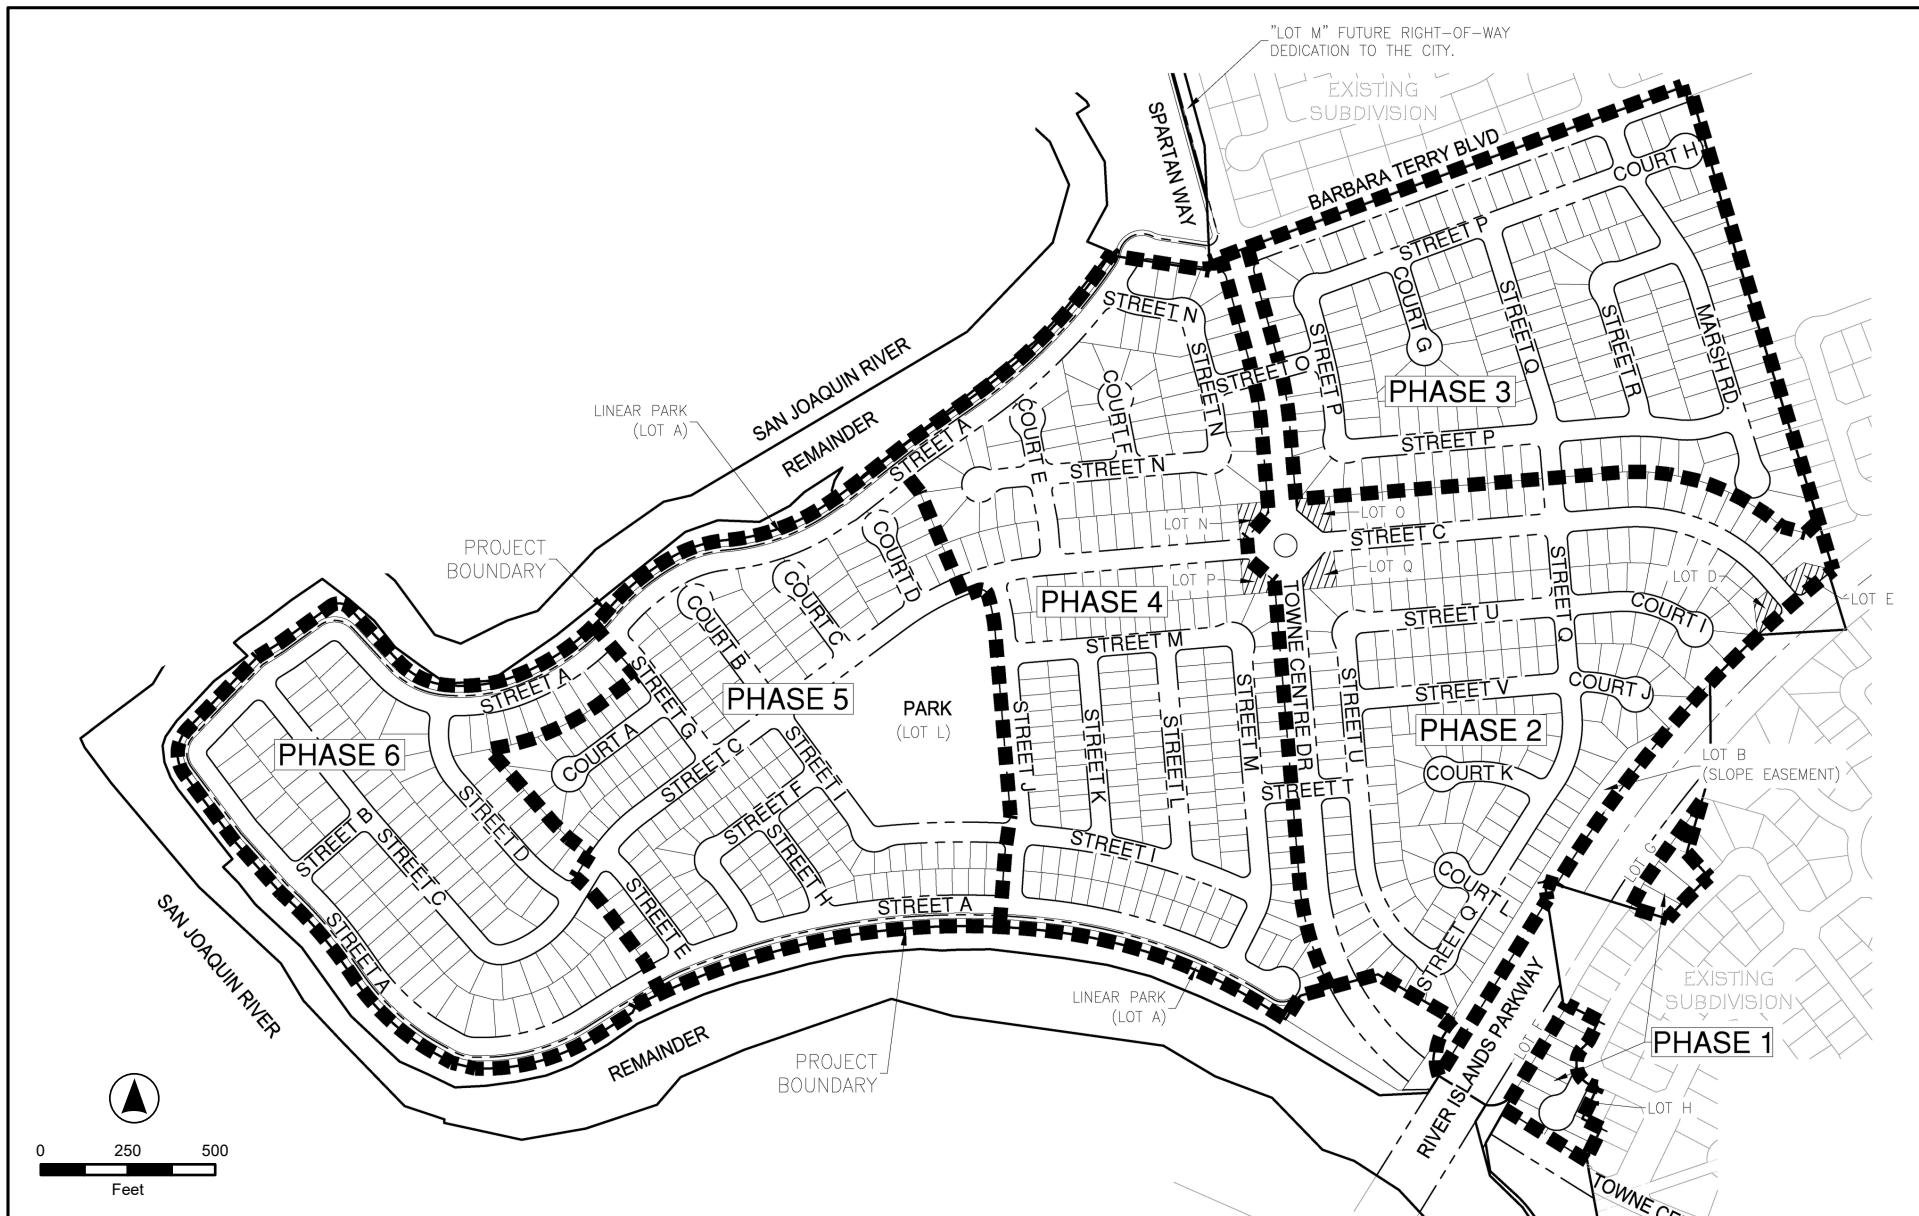 "LOT M" FUTURE RIGHT-OF-WAY
DEDICATION TO THE CITY.
EXISTING
SUBDIVISION
SPARTAN WAY
BARBARA TERRY BLVD
COURT H
STREET P
COURT G
STREET Q
STREET R
MARSH RD.
STREET P
PHASE 3
STREET P
STREET O
STREET N
STREET N
COURT F
COURT E
STREET N
SAN JOAQUIN RIVER
REMAINDER
LINEAR PARK
(LOT A)
STREET A
LOT N
LOT O
STREET C
LOT P
LOT Q
LOT D
LOT E
PROJECT
BOUNDARY
COURT D
COURT C
COURT B
PHASE 4
STREET M
TOWNE CENTRE DR
STREET U
STREET Q
COURT I
STREET A
STREET G
PHASE 5
PARK
(LOT L)
STREET J
STREET K
STREET L
STREET M
STREET U
STREET V
COURT J
PHASE 2
PHASE 6
COURT A
STREET C
STREET I
STREET F
STREET H
STREET T
COURT K
LOT B
(SLOPE EASEMENT)
STREET D
STREET B
STREET C
STREET I
COURT L
LOT G
STREET E
STREET A
STREET A
STREET Q
SAN JOAQUIN RIVER
REMAINDER
LINEAR PARK
(LOT A)
PROJECT
BOUNDARY
EXISTING
SUBDIVISION
LOT F
PHASE 1
LOT H
RIVER ISLANDS PARKWAY
0 250 500
Feet